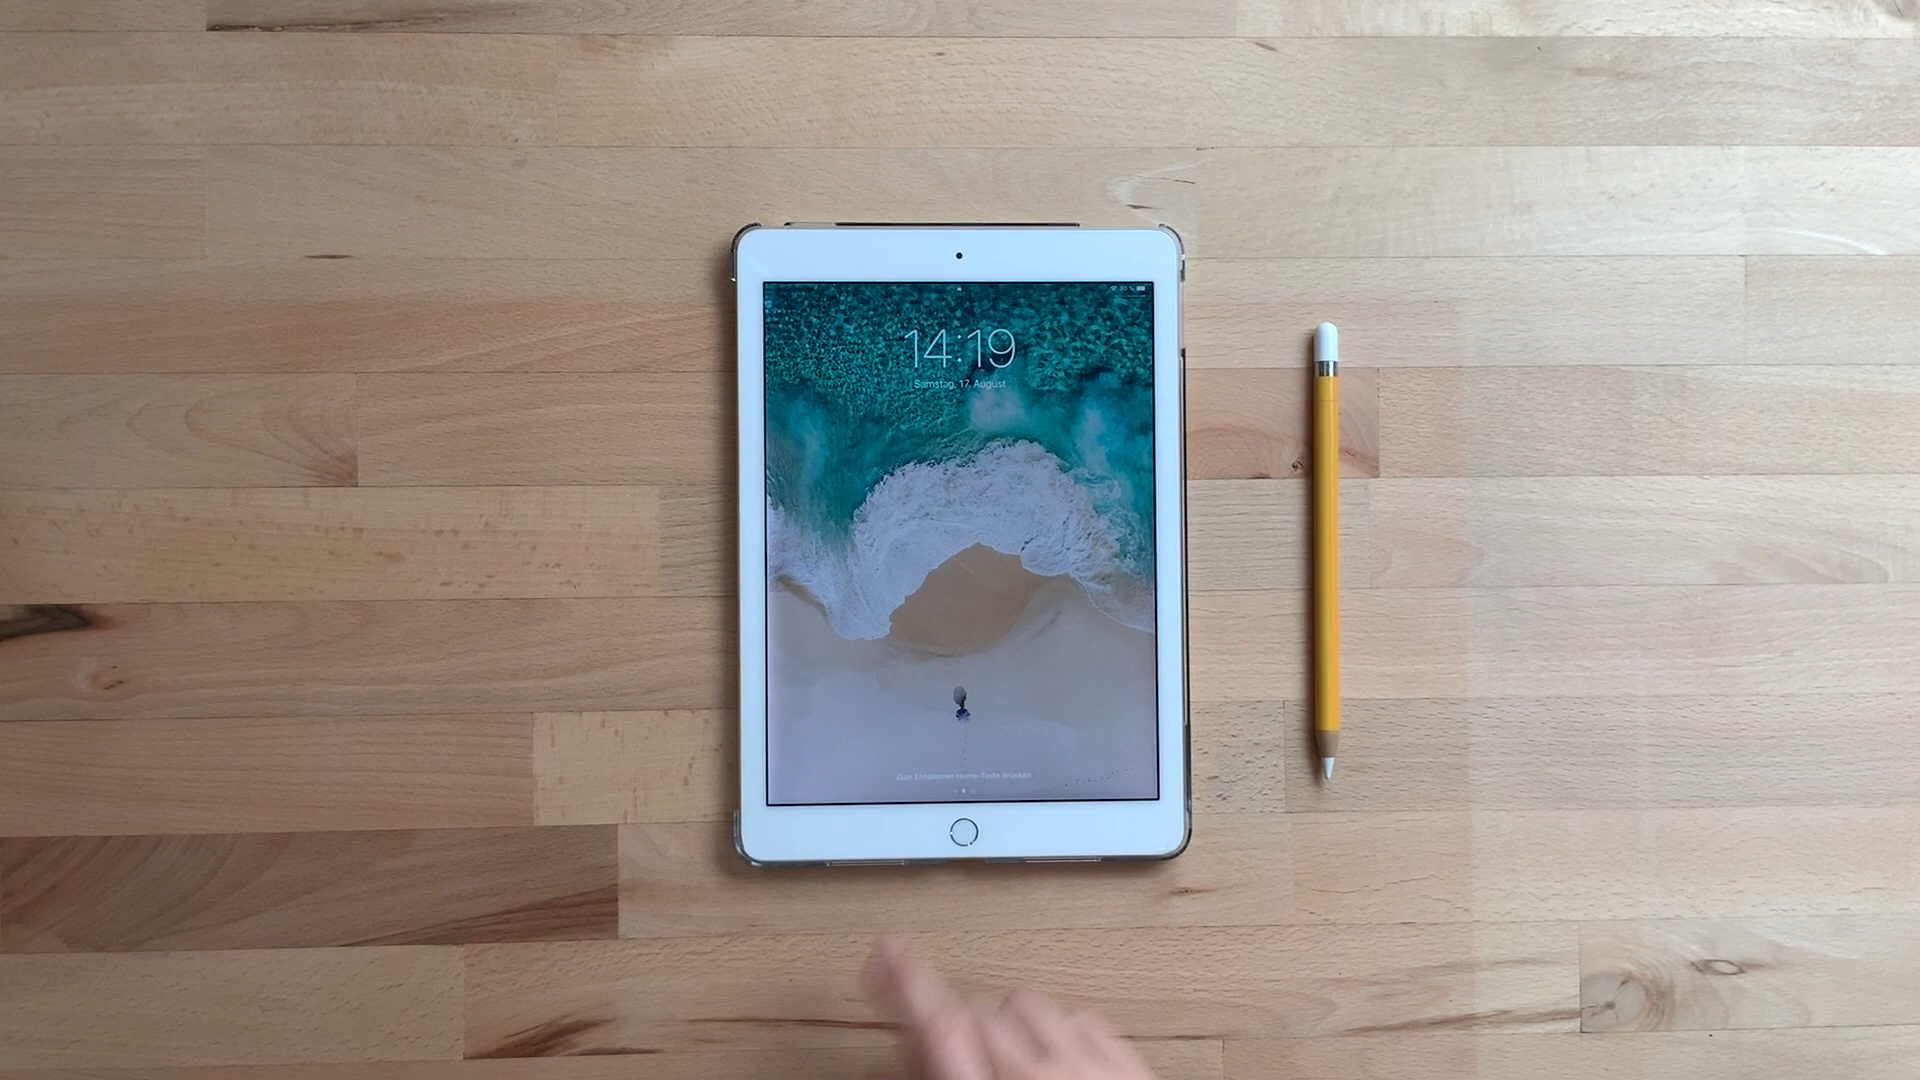 14:19
Samstag, 17. August
Zum Entsperren Home-Taste drücken